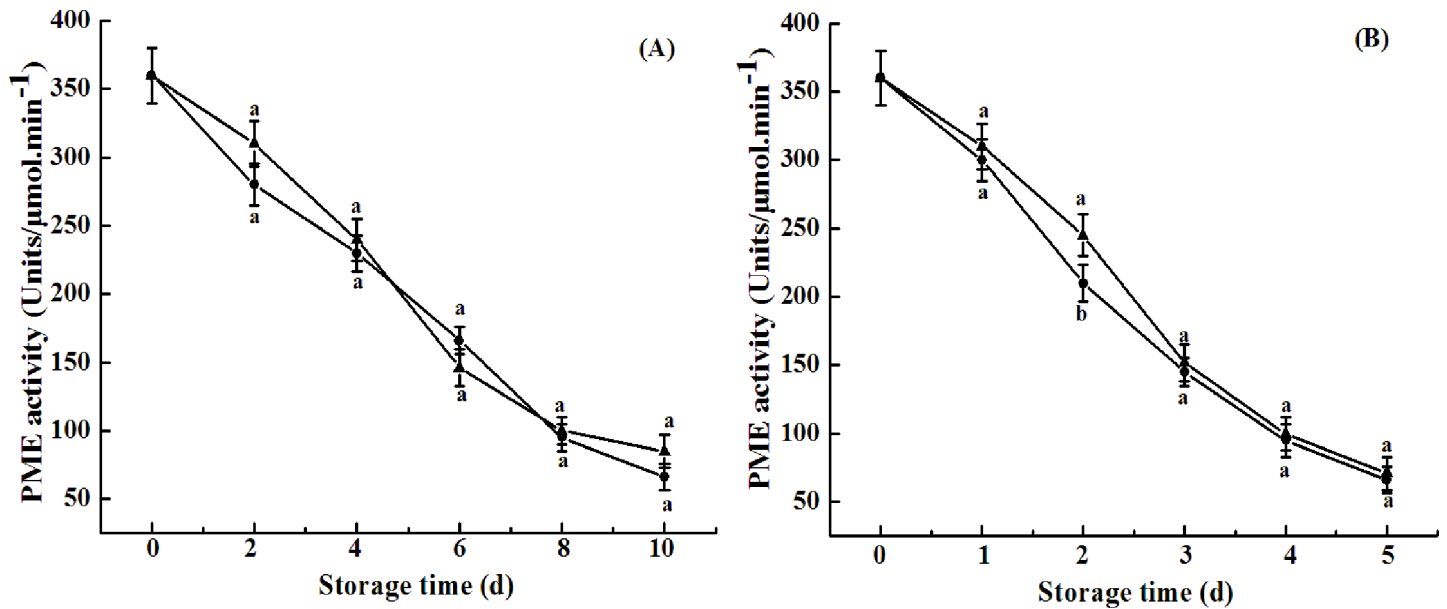 (A)
PME activity (Units/µmol.min⁻¹)
400
350
300
250
200
150
100
50
a
a
a
a
a
a
a
a
a
a
0 2 4 6 8 10
Storage time (d)
(B)
PME activity (Units/µmol.min⁻¹)
400
350
300
250
200
150
100
50
a
a
a
b
a
a
a
a
a
a
0 1 2 3 4 5
Storage time (d)